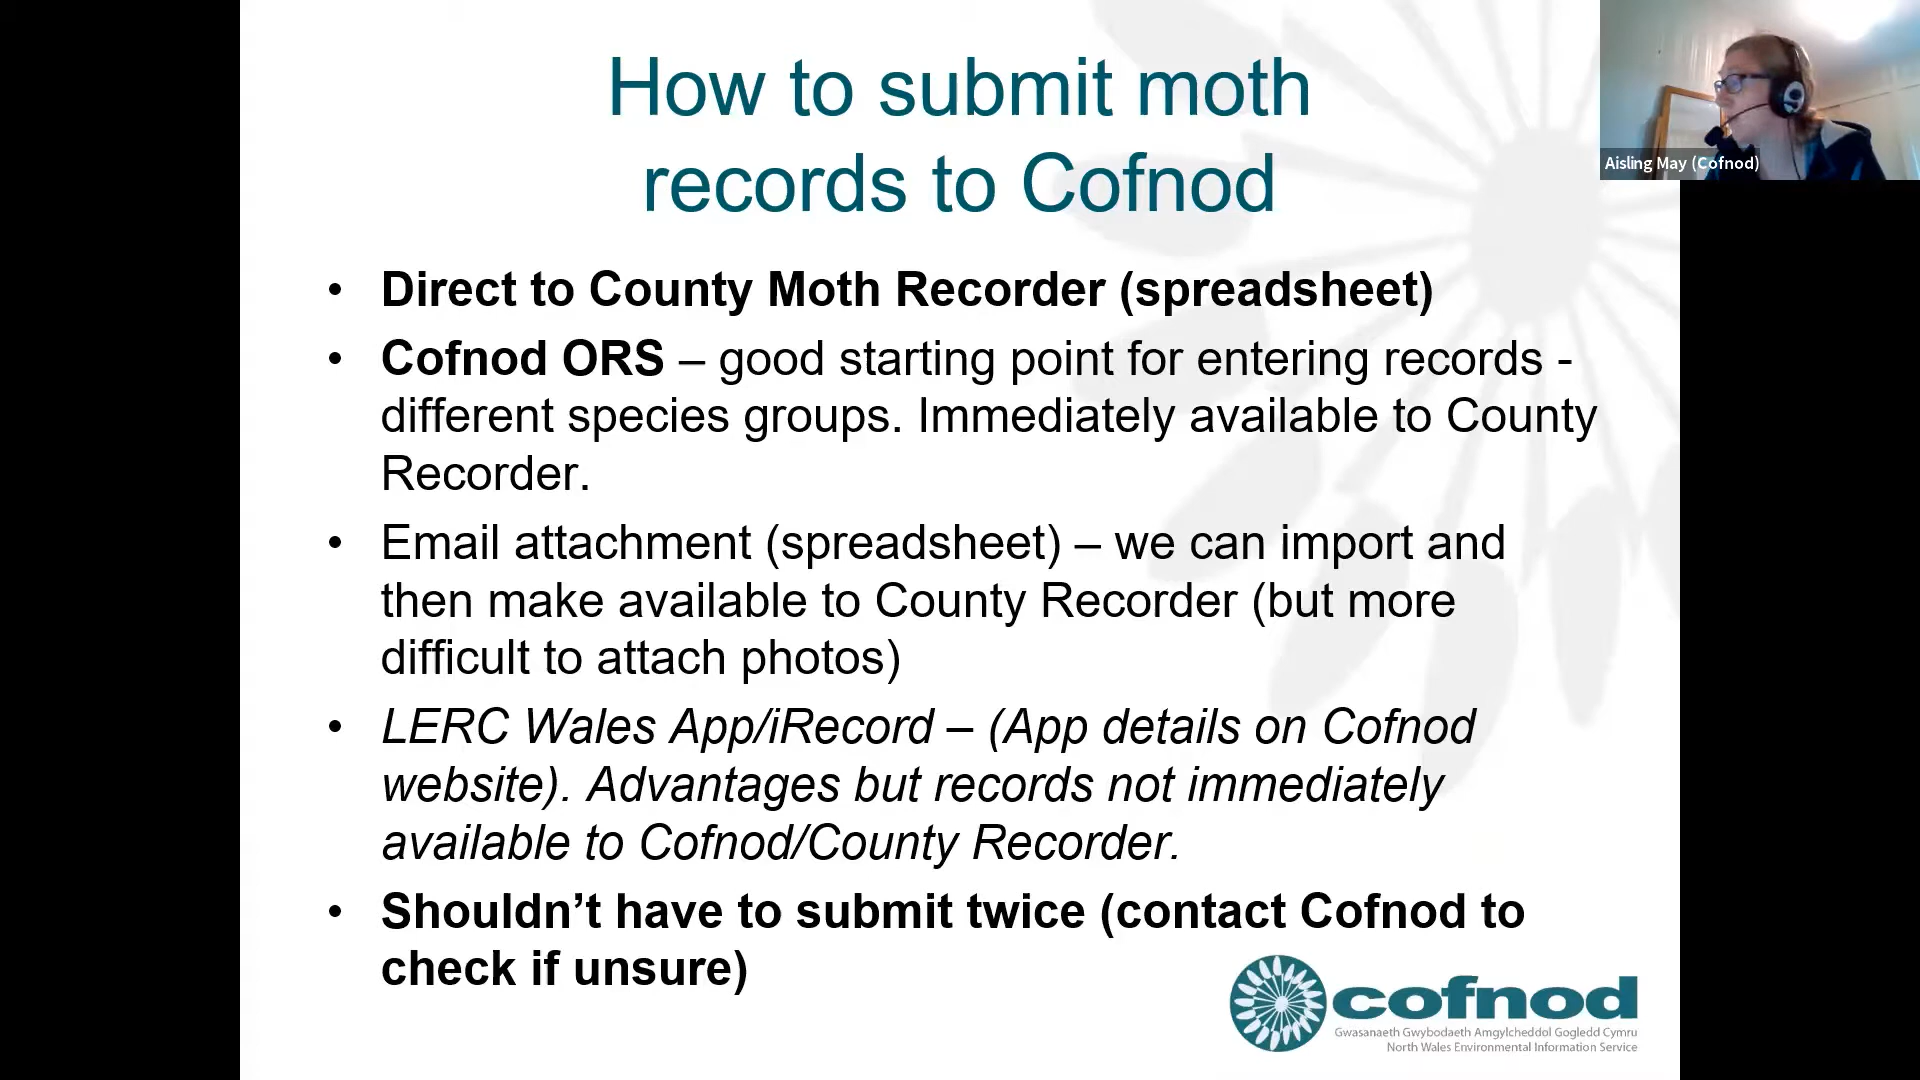 How to submit moth
records to Cofnod
Aisling May (Cofnod)
• Direct to County Moth Recorder (spreadsheet)
• Cofnod ORS – good starting point for entering records -
different species groups. Immediately available to County
Recorder.
• Email attachment (spreadsheet) – we can import and
then make available to County Recorder (but more
difficult to attach photos)
• LERC Wales App/iRecord – (App details on Cofnod
website). Advantages but records not immediately
available to Cofnod/County Recorder.
• Shouldn’t have to submit twice (contact Cofnod to
check if unsure)
cofnod
Gwasanaeth Gwybodaeth Amgylcheddol Gogledd Cymru
North Wales Environmental Information Service